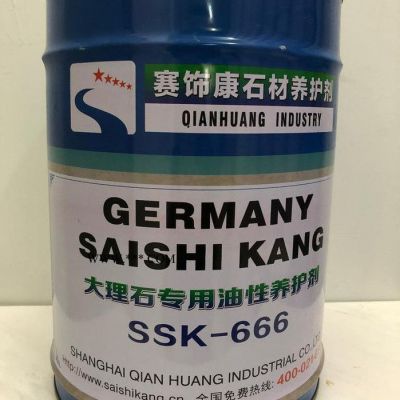 赛饰康石材养护剂
QIANHUANG INDUSTRY
GERMANY
SAISHI KANG
大理石专用油性养护剂
SSK-666
SHANGHAI QIAN HUANG INDUSTRIAL CO. LTD
http://www.saishikang.cn 全国免费热线: 400-021-